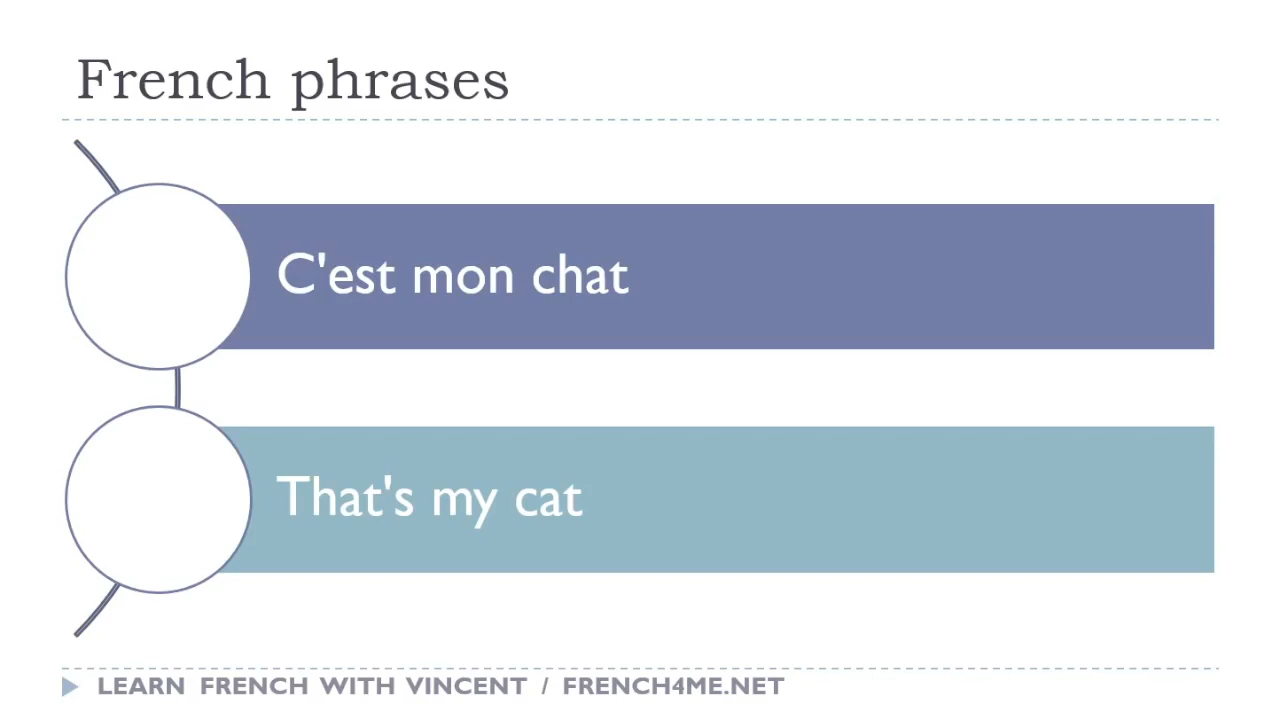 French phrases
C'est mon chat
That's my cat
LEARN FRENCH WITH VINCENT / FRENCH4ME.NET